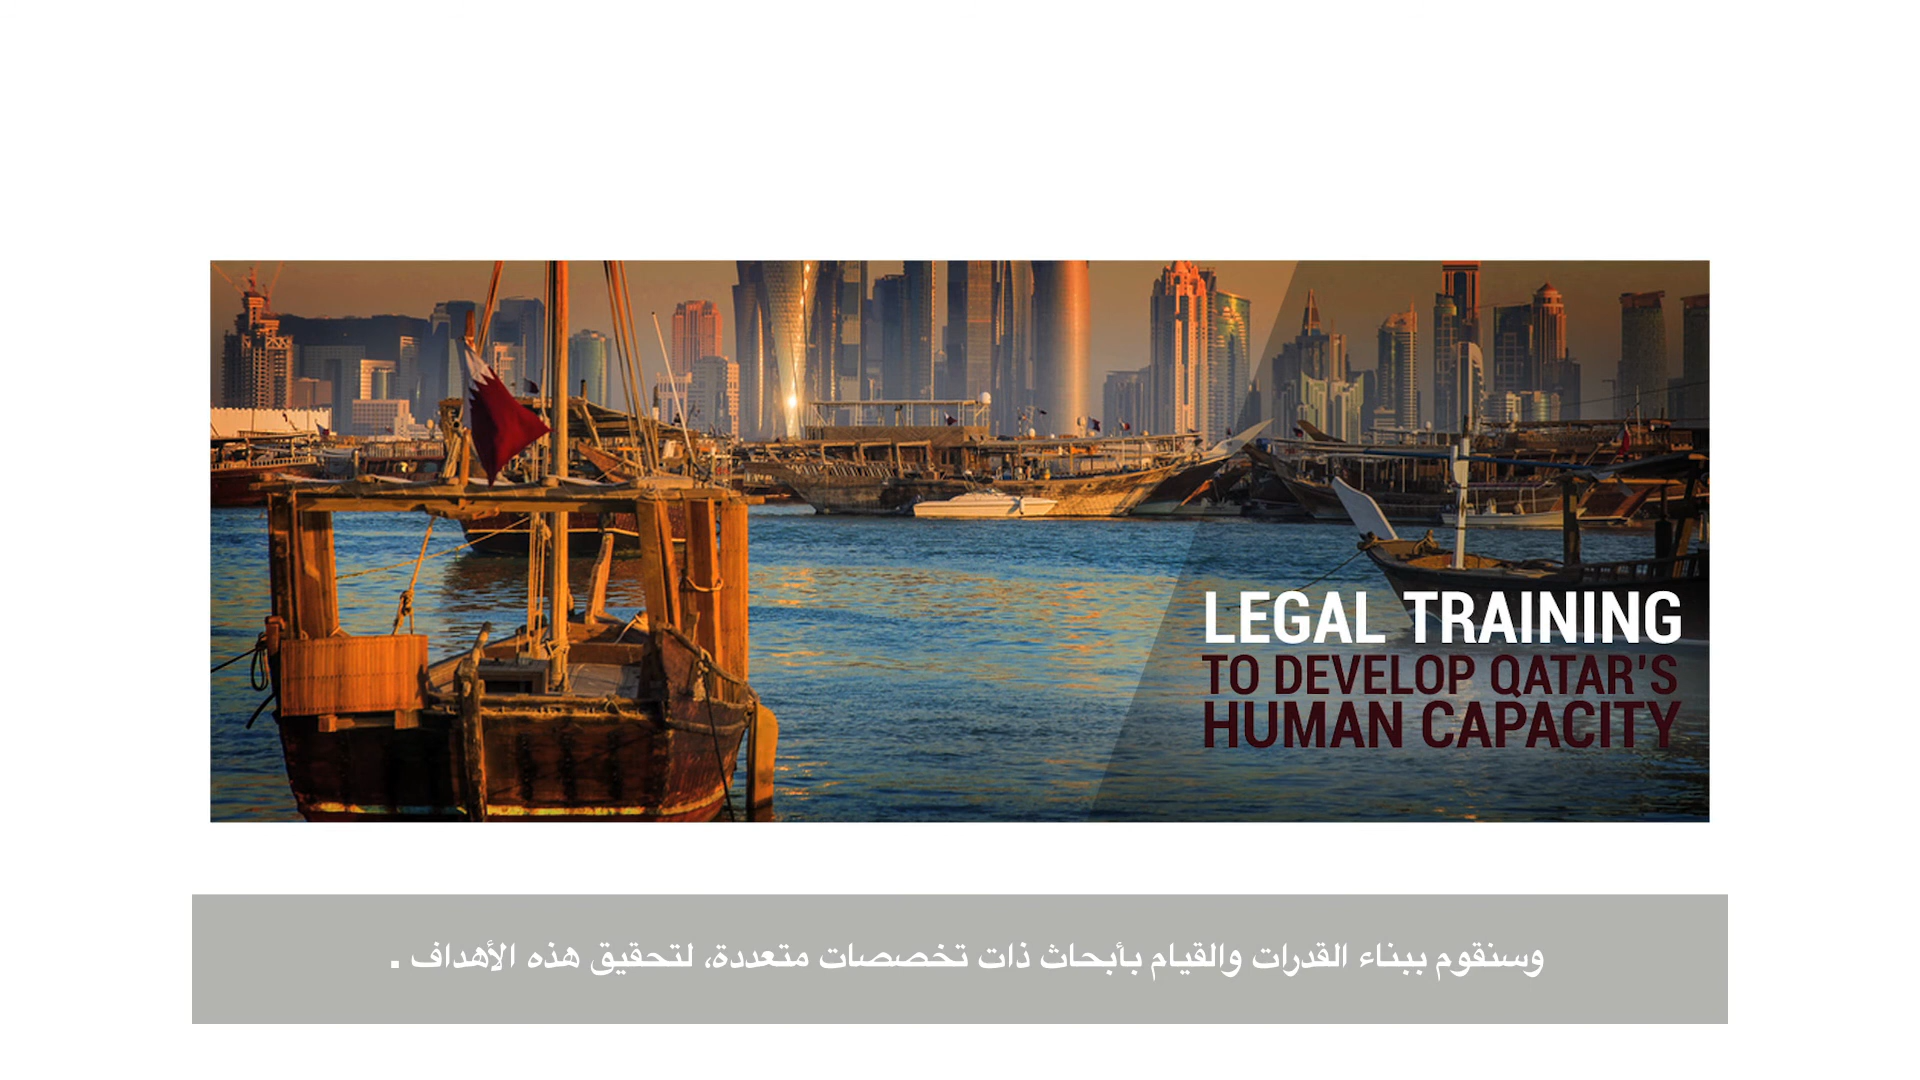 LEGAL TRAINING
TO DEVELOP QATAR'S
HUMAN CAPACITY
وسنقوم ببناء القدرات والقيام بأبحاث ذات تخصصات متعددة، لتحقيق هذه الأهداف .